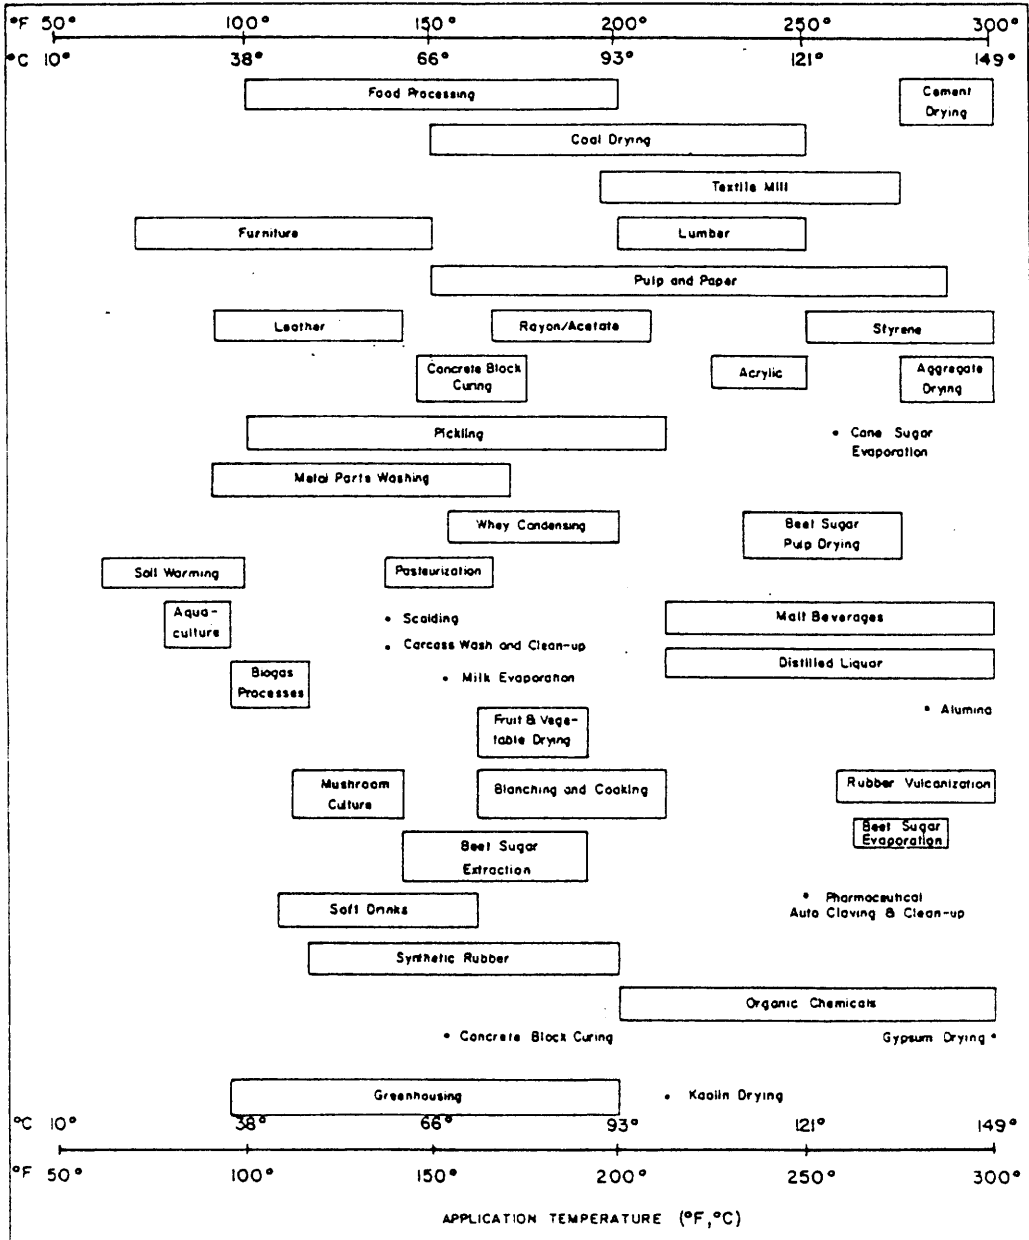 °F 50° 100° 150° 200° 250° 300°
°C 10° 38° 66° 93° 121° 149°
Food Processing
Cement
Drying
Coal Drying
Textile Mill
Furniture
Lumber
Pulp and Paper
Leather
Rayon/Acetate
Styrene
Concrete Block
Curing
Acrylic
Aggregate
Drying
Pickling
• Cane Sugar
Evaporation
Metal Parts Washing
Whey Condensing
Beet Sugar
Pulp Drying
Soil Warming
Pasteurization
Aqua-
culture
• Scalding
Malt Beverages
• Carcass Wash and Clean-up
Distilled Liquor
Biogas
Processes
• Milk Evaporation
• Alumina
Fruit & Vege-
table Drying
Mushroom
Culture
Blanching and Cooking
Rubber Vulcanization
Beet Sugar
Evaporation
Beet Sugar
Extraction
• Pharmaceutical
Auto Claving & Clean-up
Soft Drinks
Synthetic Rubber
Organic Chemicals
• Concrete Block Curing
Gypsum Drying •
Greenhousing
• Kaolin Drying
°C 10° 38° 66° 93° 121° 149°
°F 50° 100° 150° 200° 250° 300°
APPLICATION TEMPERATURE (°F,°C)